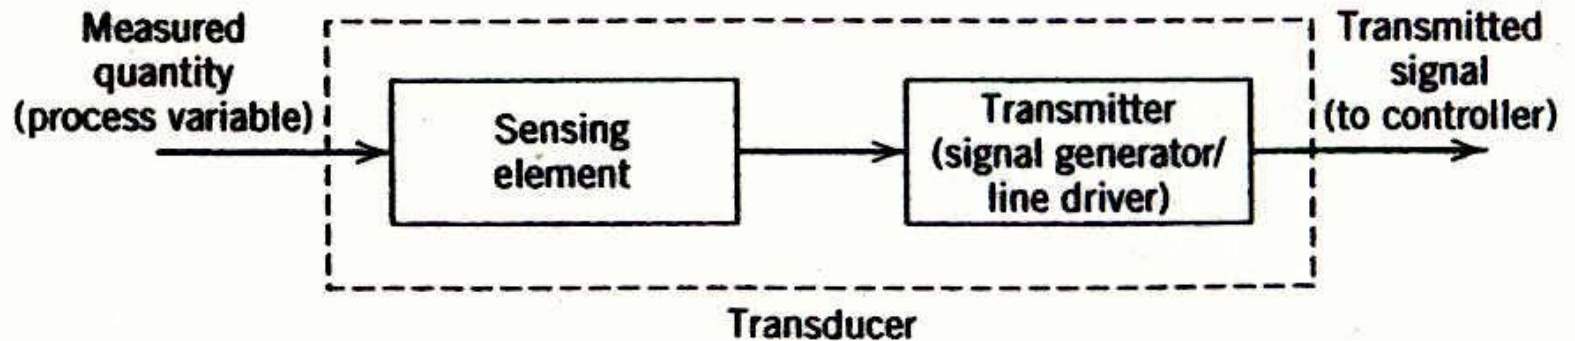 Measured
quantity
(process variable)
Sensing
element
Transmitter
(signal generator/
line driver)
Transmitted
signal
(to controller)
Transducer